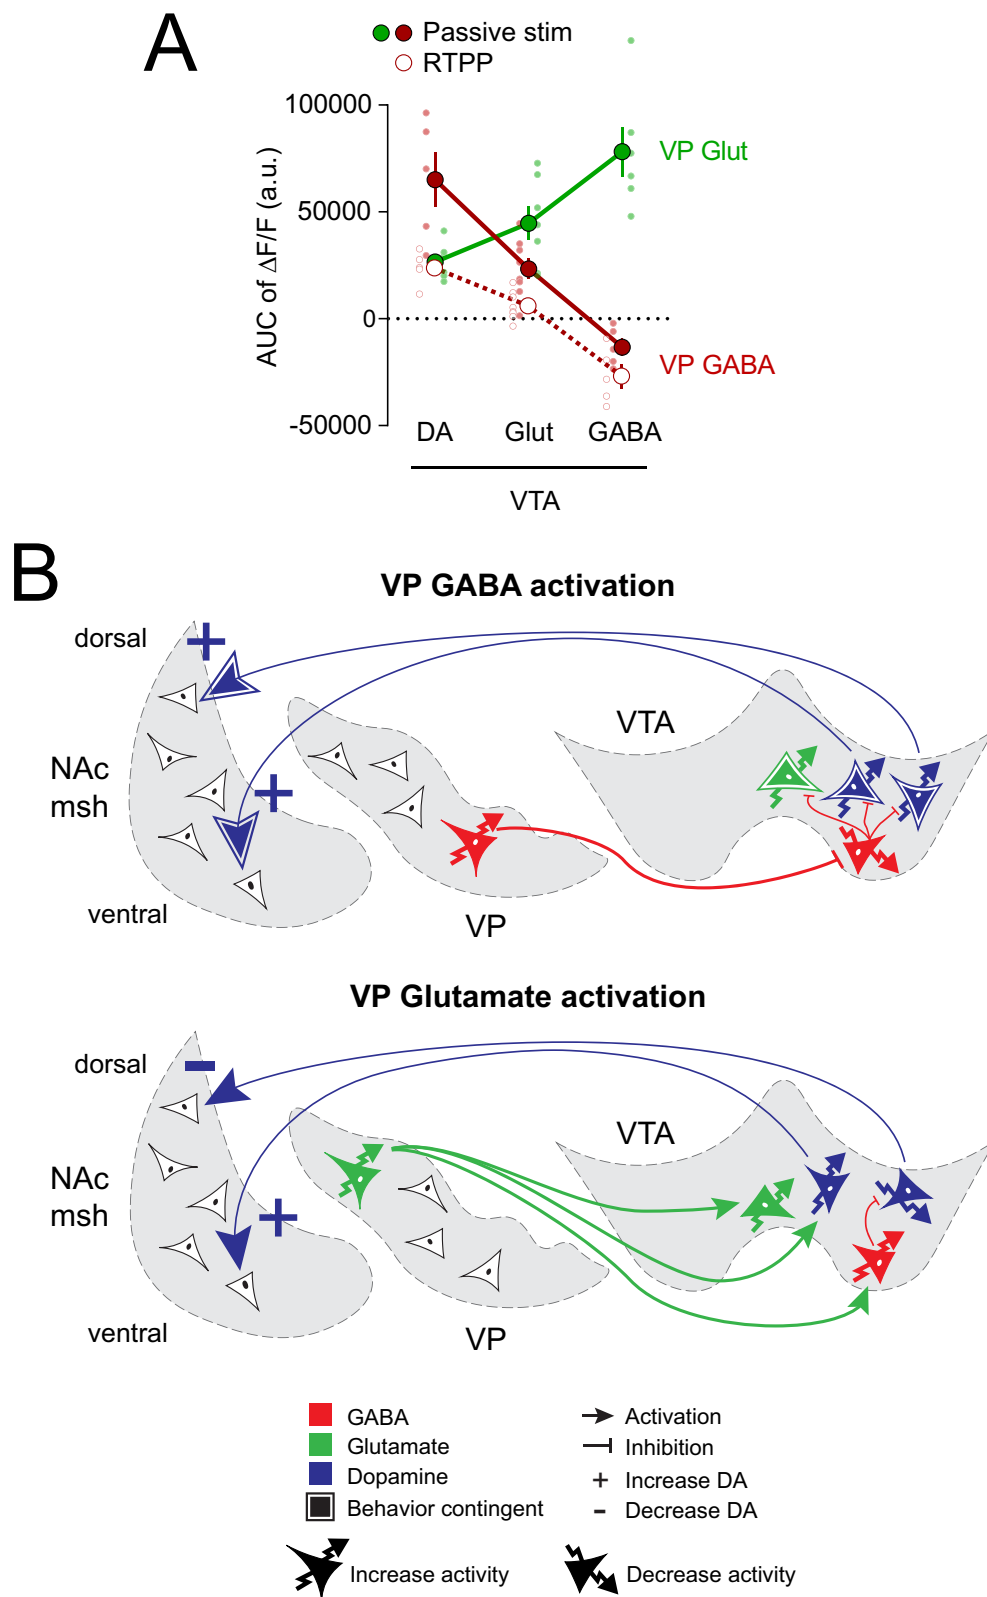 A
Passive stim
RTPP
100000
50000
0
-50000
AUC of ΔF/F (a.u.)
VP Glut
VP GABA
DA Glut GABA
VTA
B
VP GABA activation
dorsal
+
NAc
msh
+
ventral
VP
VTA
VP Glutamate activation
dorsal
-
NAc
msh
+
ventral
VP
VTA
GABA
Glutamate
Dopamine
Behavior contingent
Increase activity
Activation
Inhibition
+ Increase DA
- Decrease DA
Decrease activity